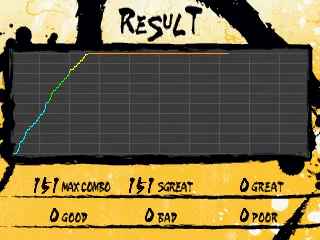 RESULT
151 MAX COMBO 151 SGREAT 0 GREAT
0 GOOD 0 BAD 0 POOR